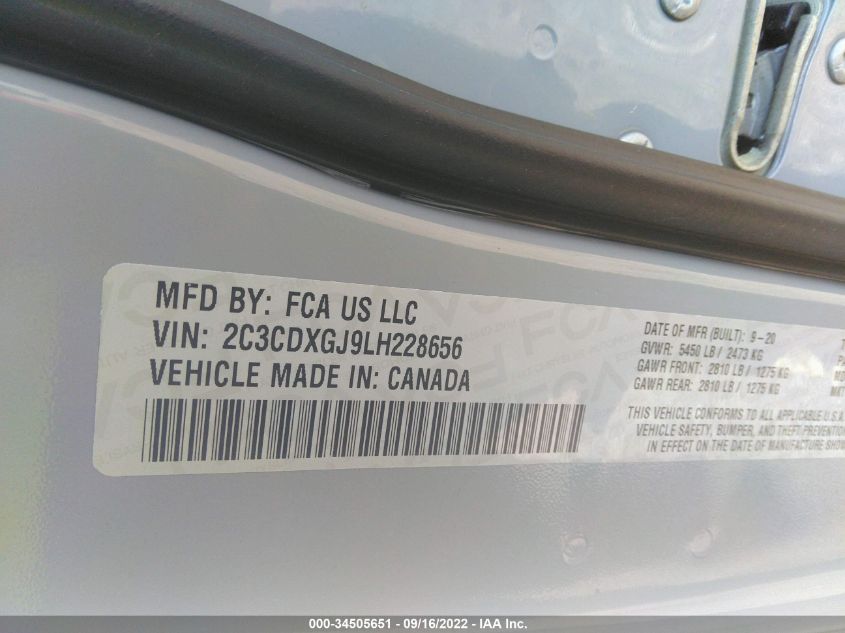 MFD BY: FCA US LLC
VIN: 2C3CDXGJ9LH228656
VEHICLE MADE IN: CANADA
DATE OF MFR (BUILT): 9-20
GVWR: 5450 LB / 2473 KG
GAWR FRONT: 2810 LB / 1275 KG
GAWR REAR: 2810 LB / 1275 KG
THIS VEHICLE CONFORMS TO ALL APPLICABLE U.S.A.
VEHICLE SAFETY, BUMPER, AND THEFT PREVENTION
IN EFFECT ON THE DATE OF MANUFACTURE SHOW
000-34505651 - 09/16/2022 - IAA Inc.